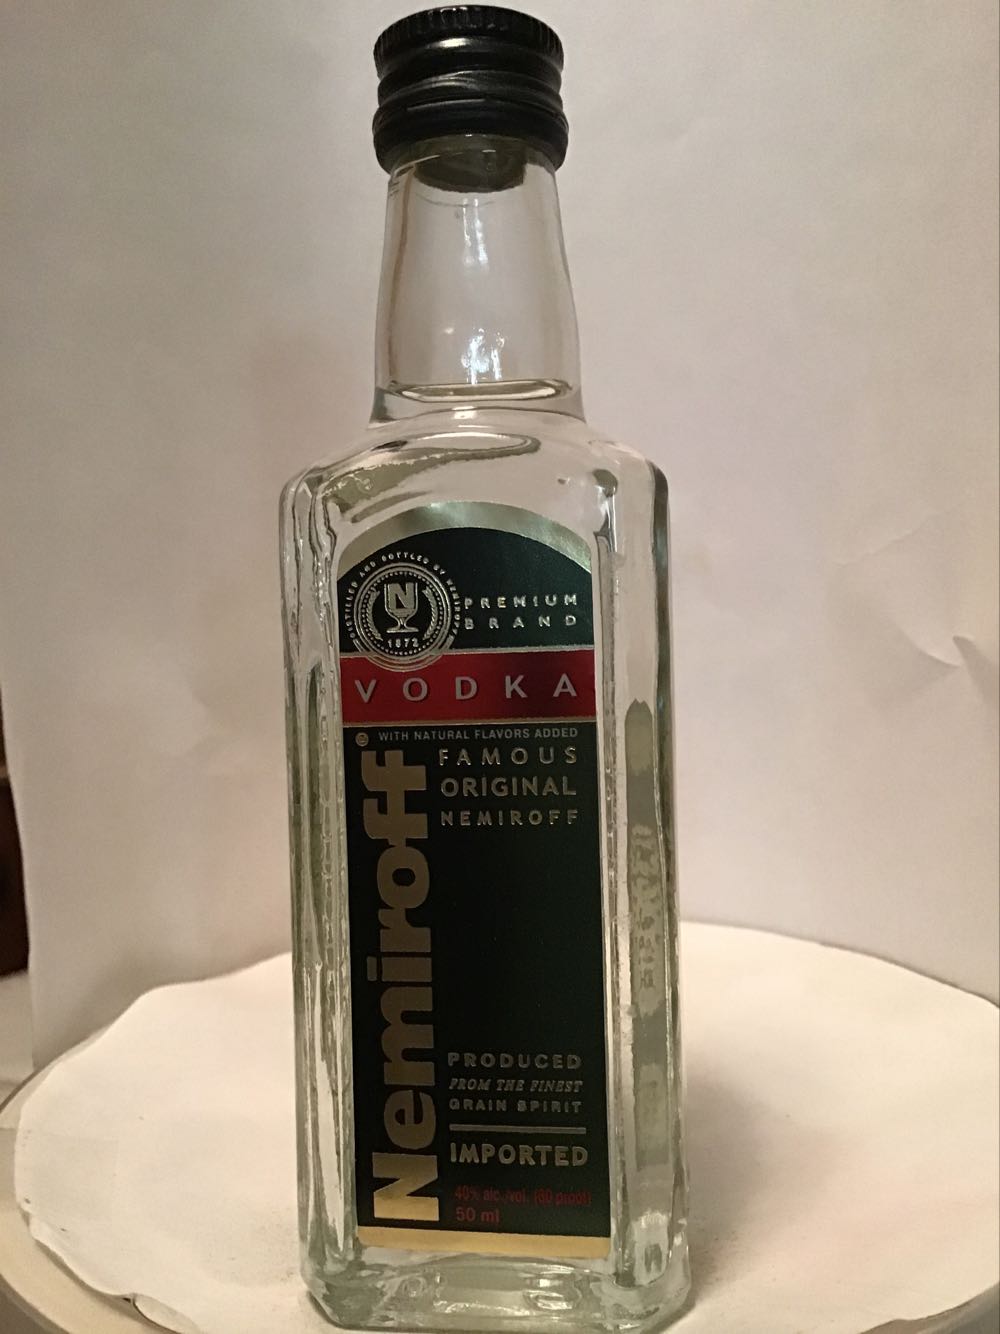 DISTILLED AND BOTTLED BY NEMIROFF
N
1872
PREMIUM
BRAND
VODKA
WITH NATURAL FLAVORS ADDED
Nemiroff
FAMOUS
ORIGINAL
NEMIROFF
PRODUCED
FROM THE FINEST
GRAIN SPIRIT
IMPORTED
40% alc./vol. (80 proof)
50 ml